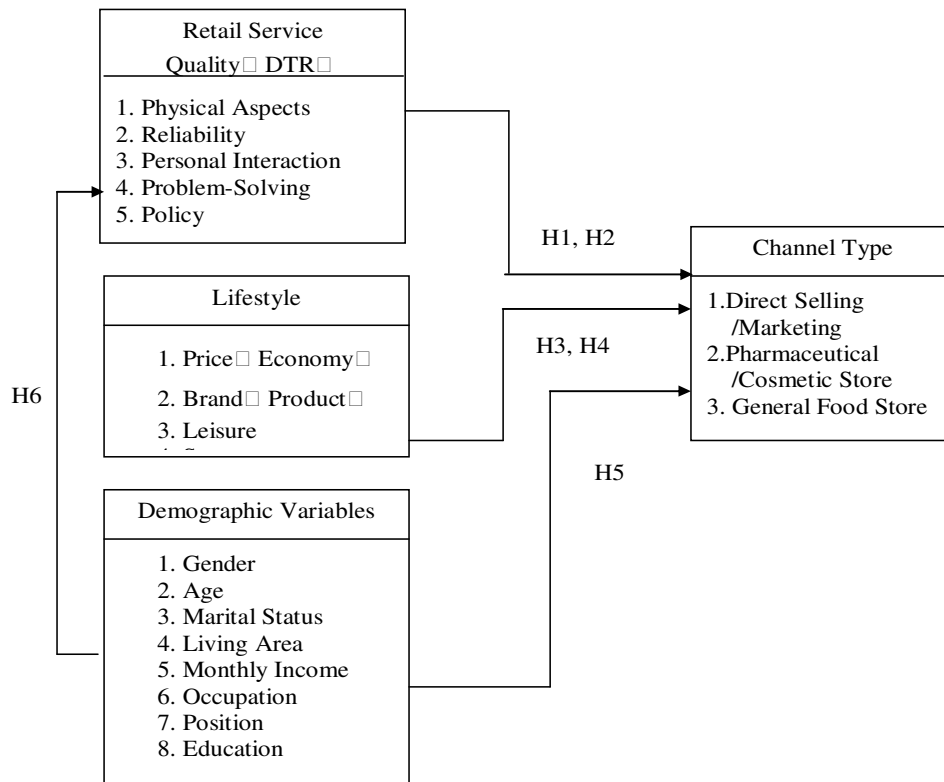 Retail Service
Quality□ DTR□
1. Physical Aspects
2. Reliability
3. Personal Interaction
4. Problem-Solving
5. Policy
H1, H2
Channel Type
1.Direct Selling
/Marketing
2.Pharmaceutical
/Cosmetic Store
3. General Food Store
Lifestyle
1. Price□ Economy□
2. Brand□ Product□
3. Leisure
H3, H4
H6
H5
Demographic Variables
1. Gender
2. Age
3. Marital Status
4. Living Area
5. Monthly Income
6. Occupation
7. Position
8. Education